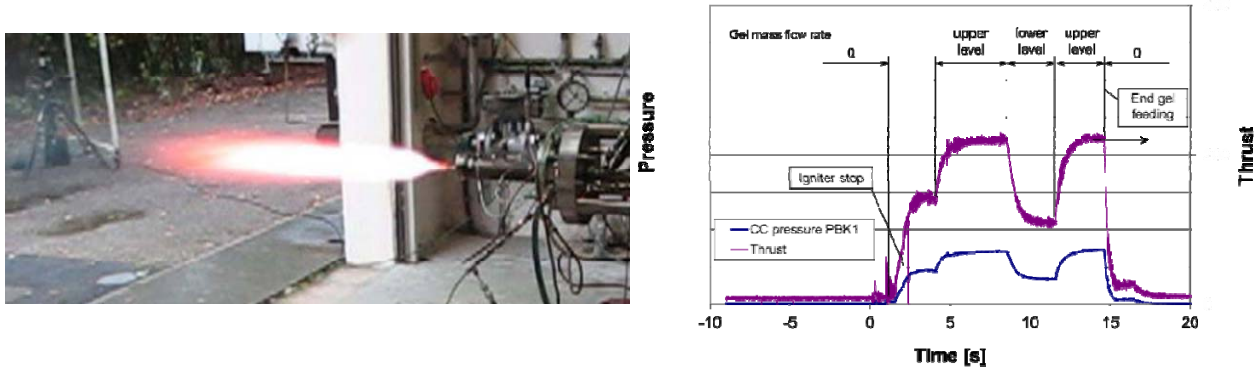 Gel mass flow rate
upper level
lower level
upper level
0
0
End gel feeding
Igniter stop
CC pressure PBK1
Thrust
Pressure
Thrust
-10
-5
0
5
10
15
20
Time [s]